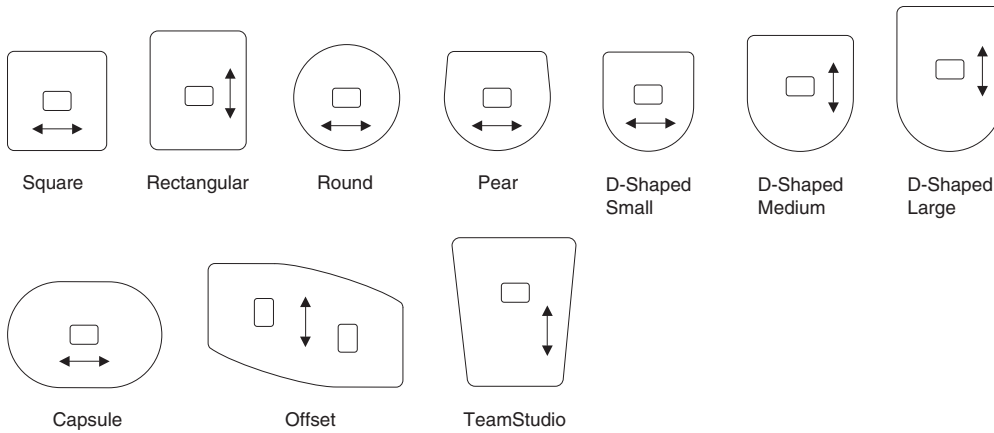 Square
Rectangular
Round
Pear
D-Shaped
Small
D-Shaped
Medium
D-Shaped
Large
Capsule
Offset
TeamStudio